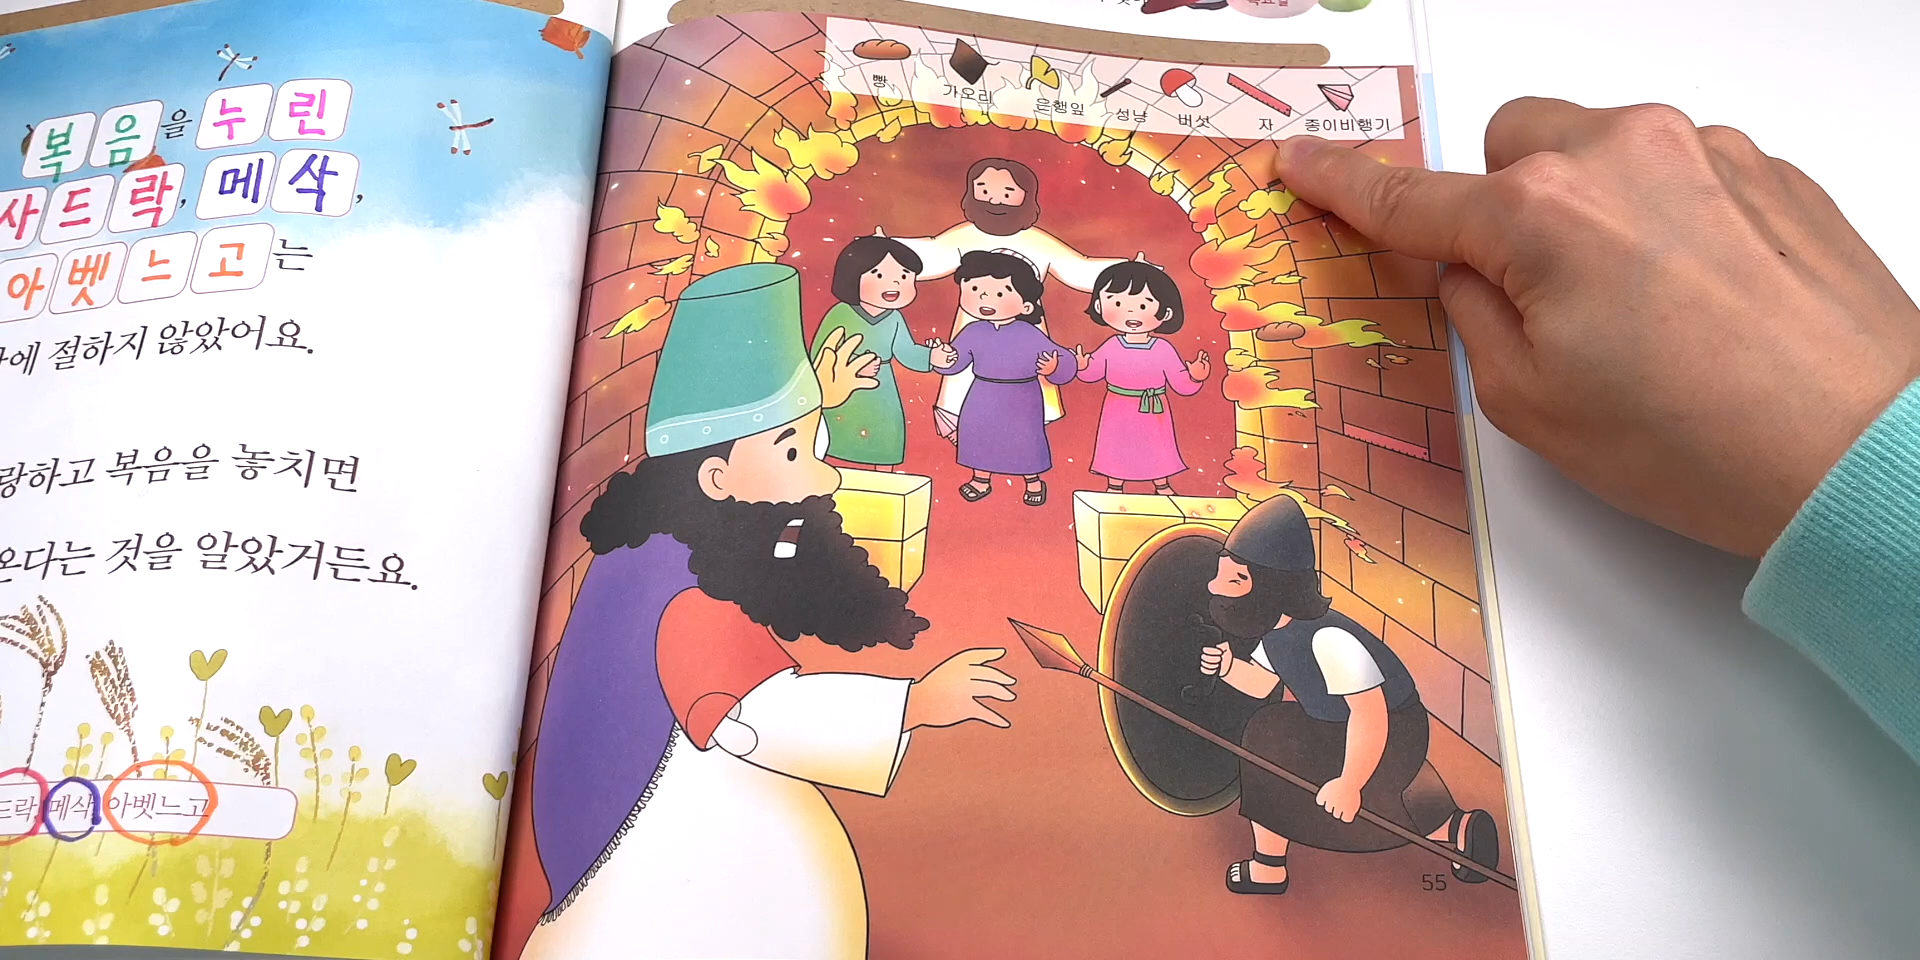 복음을 누린
사드락, 메삭,
아벳느고는
에 절하지 않았어요.
랑하고 복음을 놓치면
온다는 것을 알았거든요.
드락, 메삭, 아벳느고
빵 가오리 은행잎 성냥 버섯 자 종이비행기
55